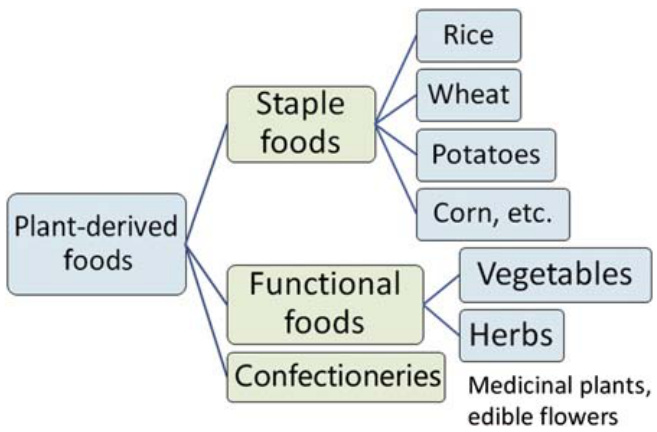 Plant-derived
foods
Staple
foods
Rice
Wheat
Potatoes
Corn, etc.
Functional
foods
Vegetables
Herbs
Confectioneries
Medicinal plants,
edible flowers